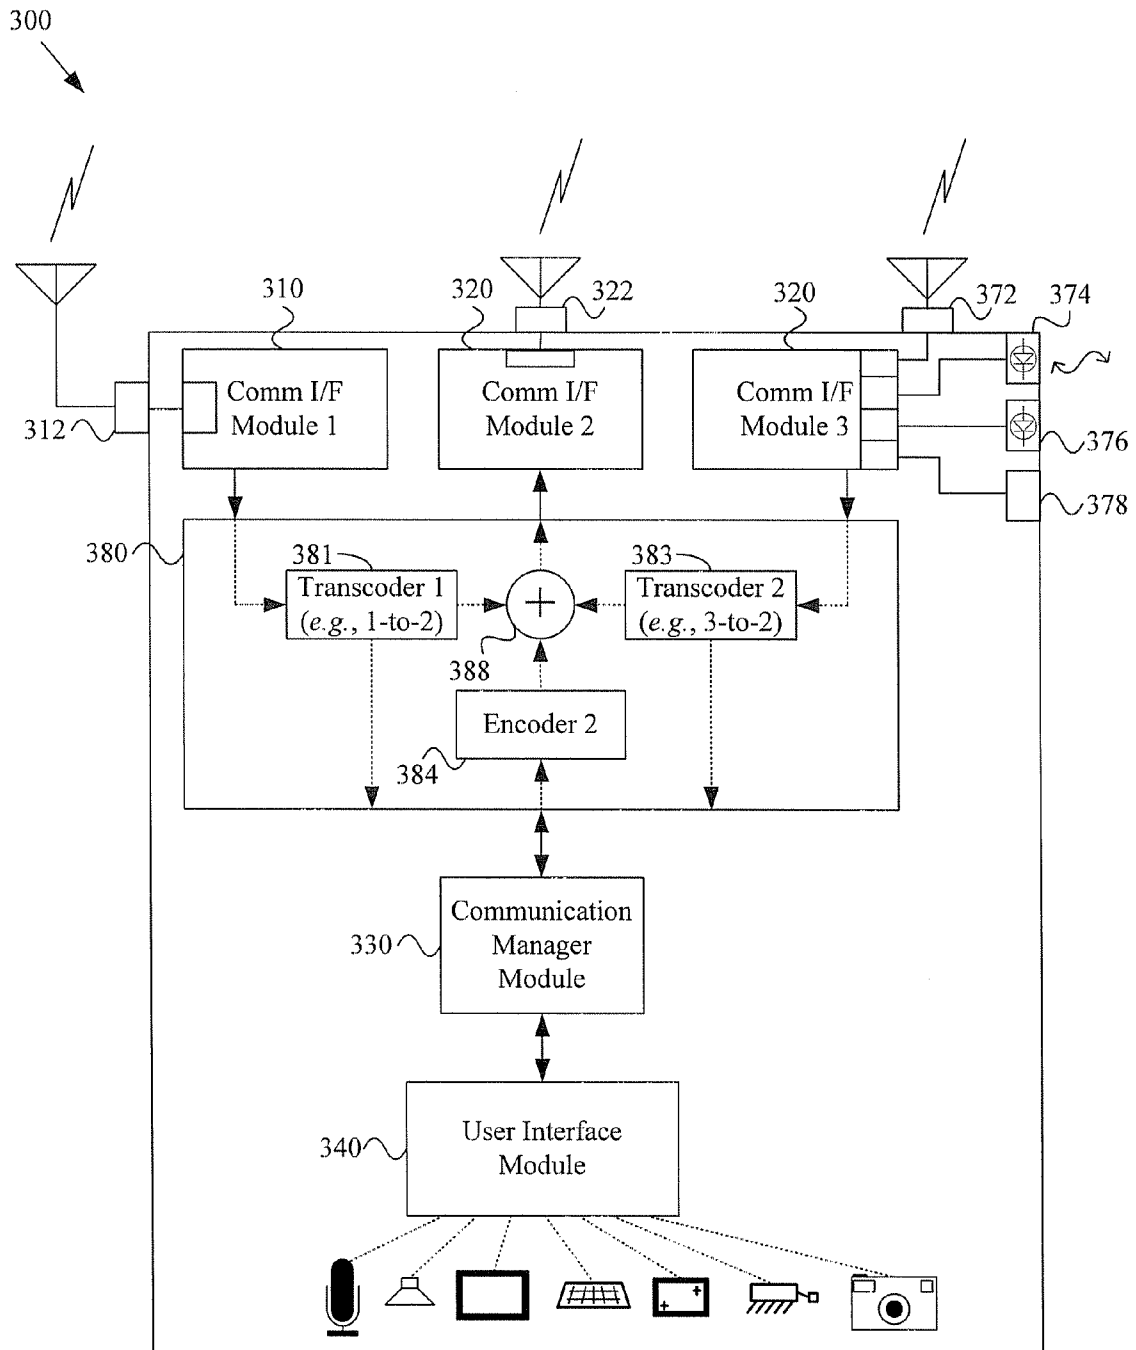 300
310
320
322
320
372
374
Comm I/F
Module 1
Comm I/F
Module 2
Comm I/F
Module 3
312
376
378
380
381
Transcoder 1
(e.g., 1-to-2)
+
383
Transcoder 2
(e.g., 3-to-2)
388
Encoder 2
384
Communication
Manager
Module
330
User Interface
Module
340